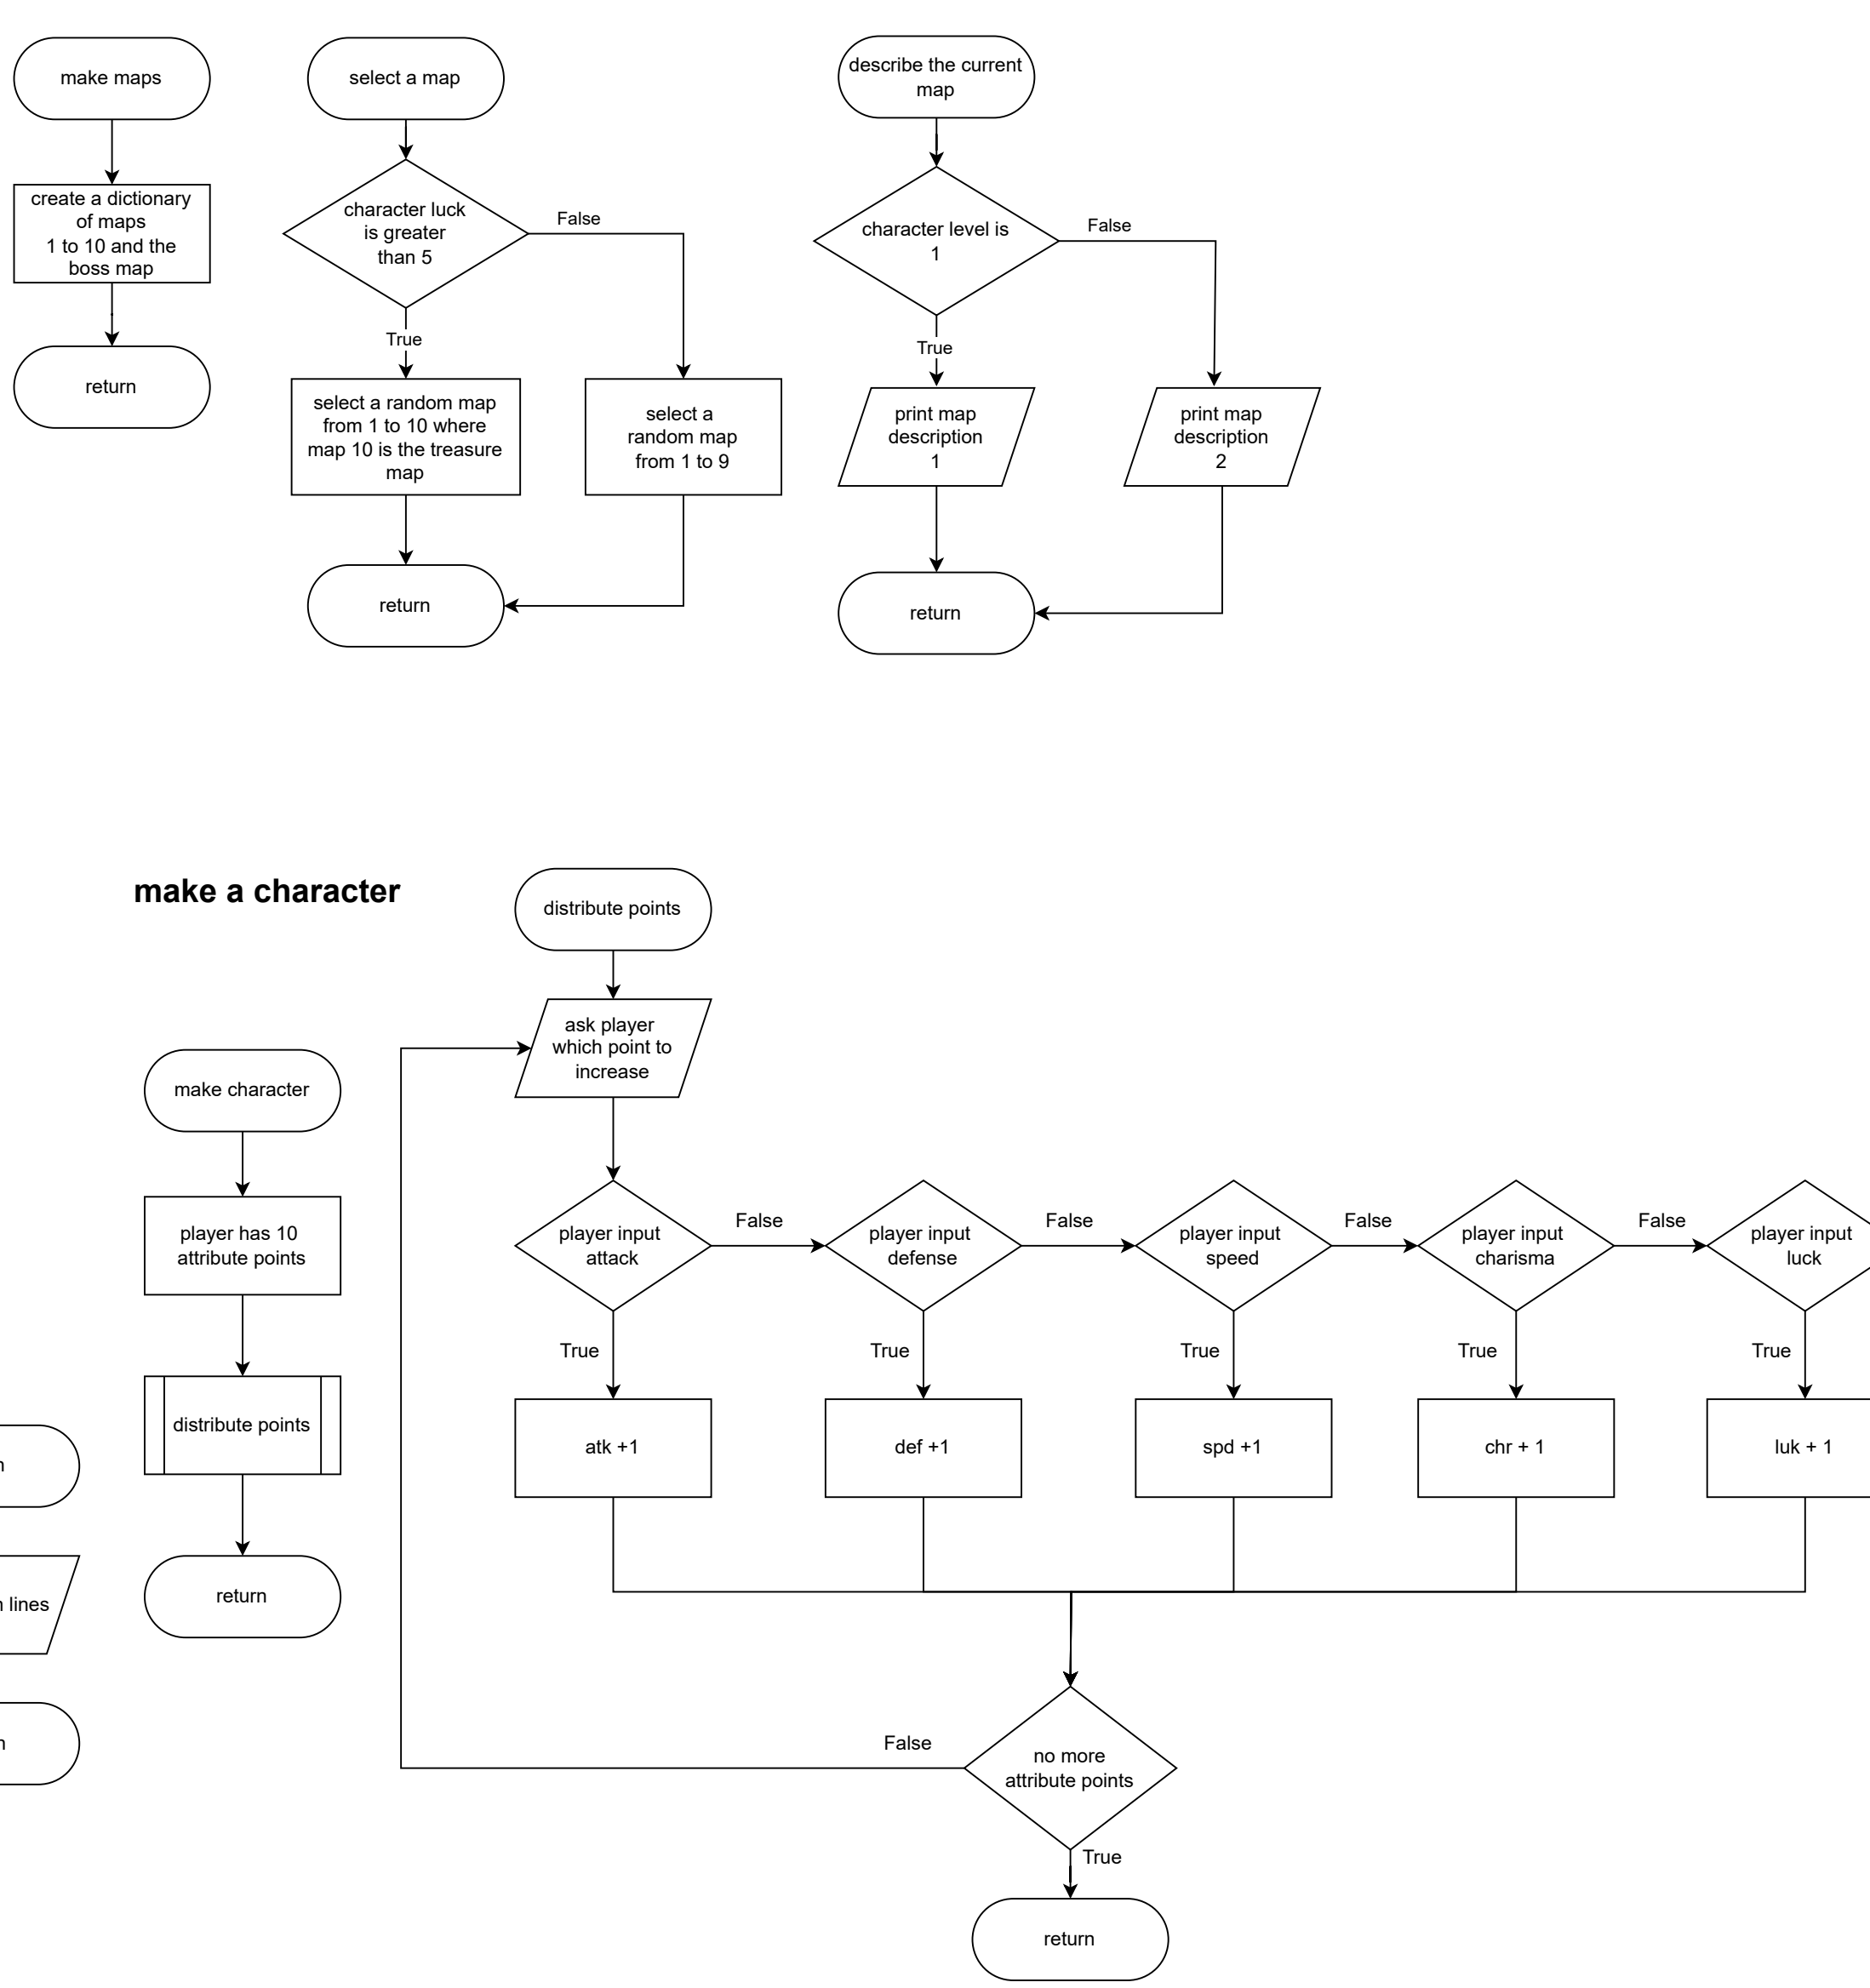 make maps
create a dictionary
of maps
1 to 10 and the
boss map
return
select a map
character luck
is greater
than 5
False
True
select a random map
from 1 to 10 where
map 10 is the treasure
map
select a
random map
from 1 to 9
return
describe the current
map
character level is
1
False
True
print map
description
1
print map
description
2
return
make a character
make character
player has 10
attribute points
distribute points
return
lines
distribute points
ask player
which point to
increase
player input
attack
False
player input
defense
False
player input
speed
False
player input
charisma
False
player input
luck
True
True
True
True
True
atk +1
def +1
spd +1
chr + 1
luk + 1
False
no more
attribute points
True
return